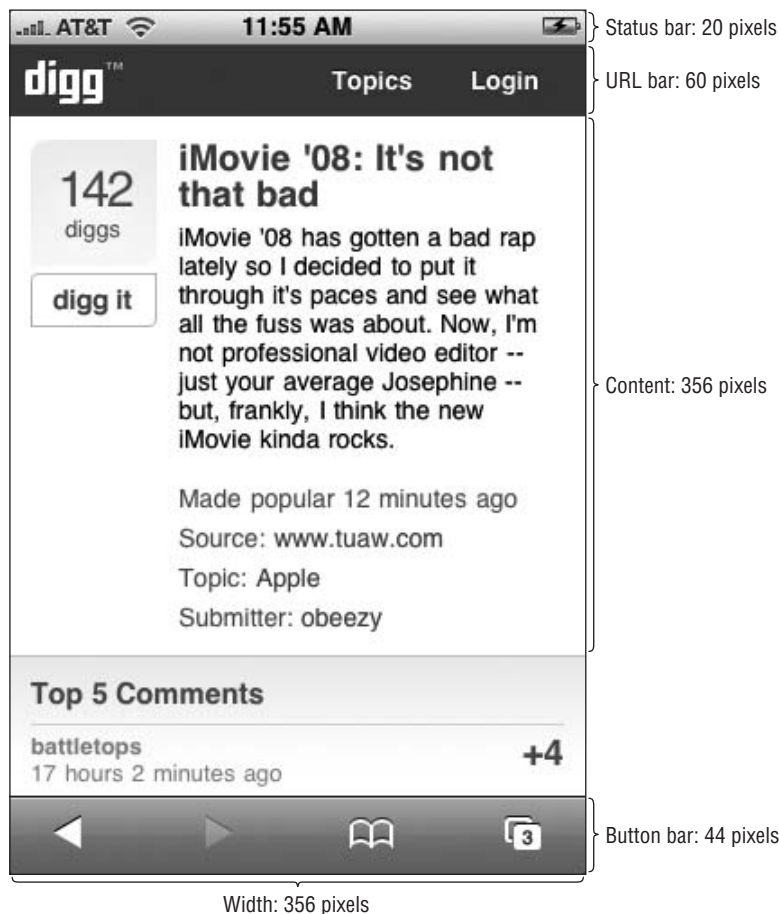 AT&T 11:55 AM
Status bar: 20 pixels
digg™ Topics Login
URL bar: 60 pixels
142
diggs
digg it
iMovie '08: It's not
that bad
iMovie '08 has gotten a bad rap
lately so I decided to put it
through it's paces and see what
all the fuss was about. Now, I'm
not professional video editor --
just your average Josephine --
but, frankly, I think the new
iMovie kinda rocks.
Content: 356 pixels
Made popular 12 minutes ago
Source: www.tuaw.com
Topic: Apple
Submitter: obeezy
Top 5 Comments
battletops
17 hours 2 minutes ago
+4
3
Button bar: 44 pixels
Width: 356 pixels